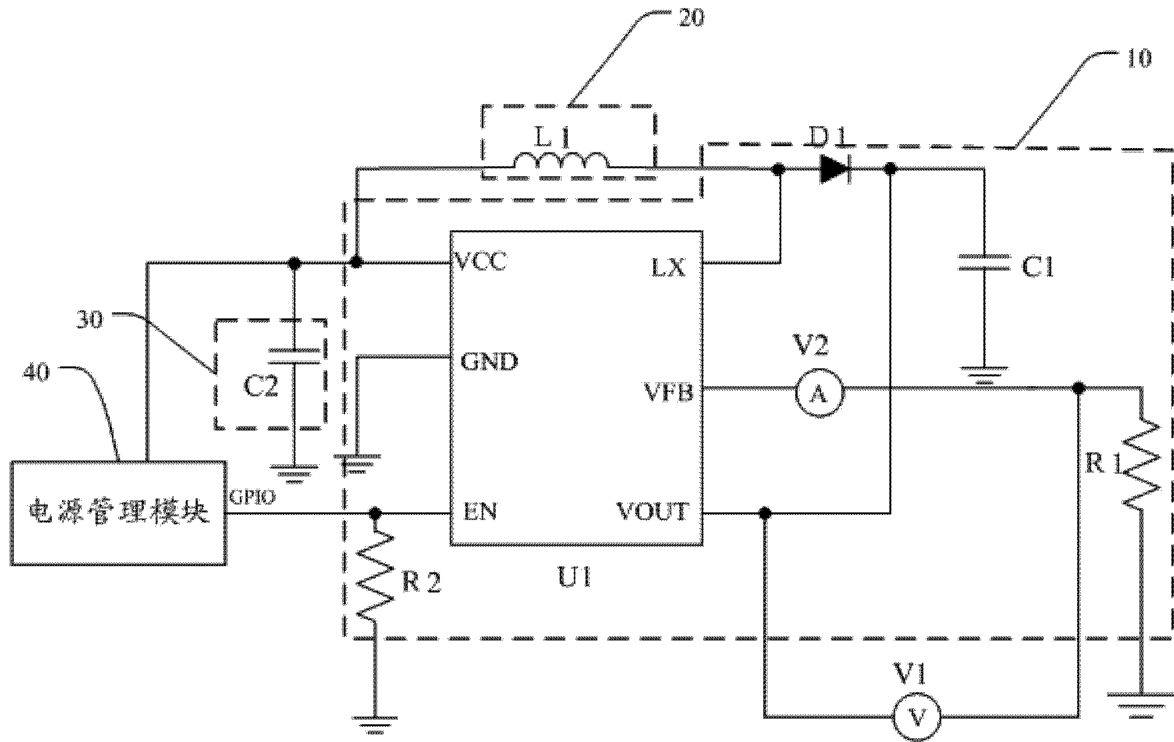 20
10
L1
D1
VCC
LX
C1
30
V2
GND
C2
VFB
A
40
R1
电源管理模块
GPIO
EN
VOUT
R2
U1
V1
V